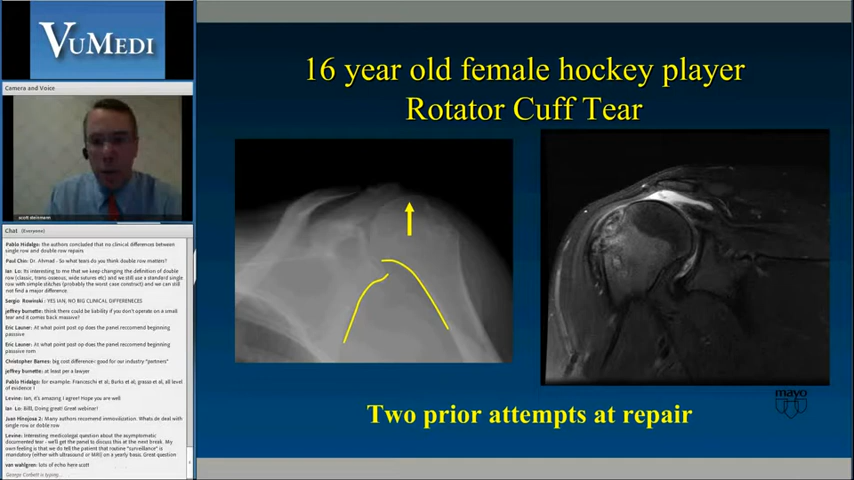 VUMEDI
Camera and Voice
scott steinmann
Chat (Everyone)
Pablo Hidalgo: the authors concluded that no clinical differences between
single row and double row repairs
Paul Chin: Dr. Ahmad - So what tears do you think double row matters?
Ian Lo: Its interesting to me that we keep changing the definition of double
row (classic, trans-osseous, wide sutures etc) and we still use a standard single
row with simple stitches (probably the worst case construct) and we can still
not find a major difference.
Sergio Rowinski: YES IAN, NO BIG CLINICAL DIFFERENECES
jeffrey burnette: think there could be liability if you don't operate on a small
tear and it comes back massive?
Eric Launer: At what point post op does the panel reccomend beginning
passsive
Eric Launer: At what point post op does the panel reccomend beginning
passive rom
Christopher Barnes: big cost difference: good for our industry "partners"
jeffrey burnette: at least per a lawyer
Pablo Hidalgo: for example: Franceschi et al, Burks et al, grasso et al, all level
of evidence I
Levine: Ian, it's amazing I agree! Hope you are well
Ian Lo: Bill, Doing great! Great webinar!
Juan Hinojosa 2: Many authors recommend immovilization. Whats do deal with
single row or doble row
Levine: Interesting medicolegal question about the asymptomatic
documented tear - we'll get the panel to discuss this at the next break. My
own feeling is that we do tell the patient that routine "surveillance" is
mandatory (either with ultrasound or MRI) on a yearly basis. Great question
van wahlgren: lots of echo here scott
George Corbett is typing...
16 year old female hockey player
Rotator Cuff Tear
mayo
Two prior attempts at repair